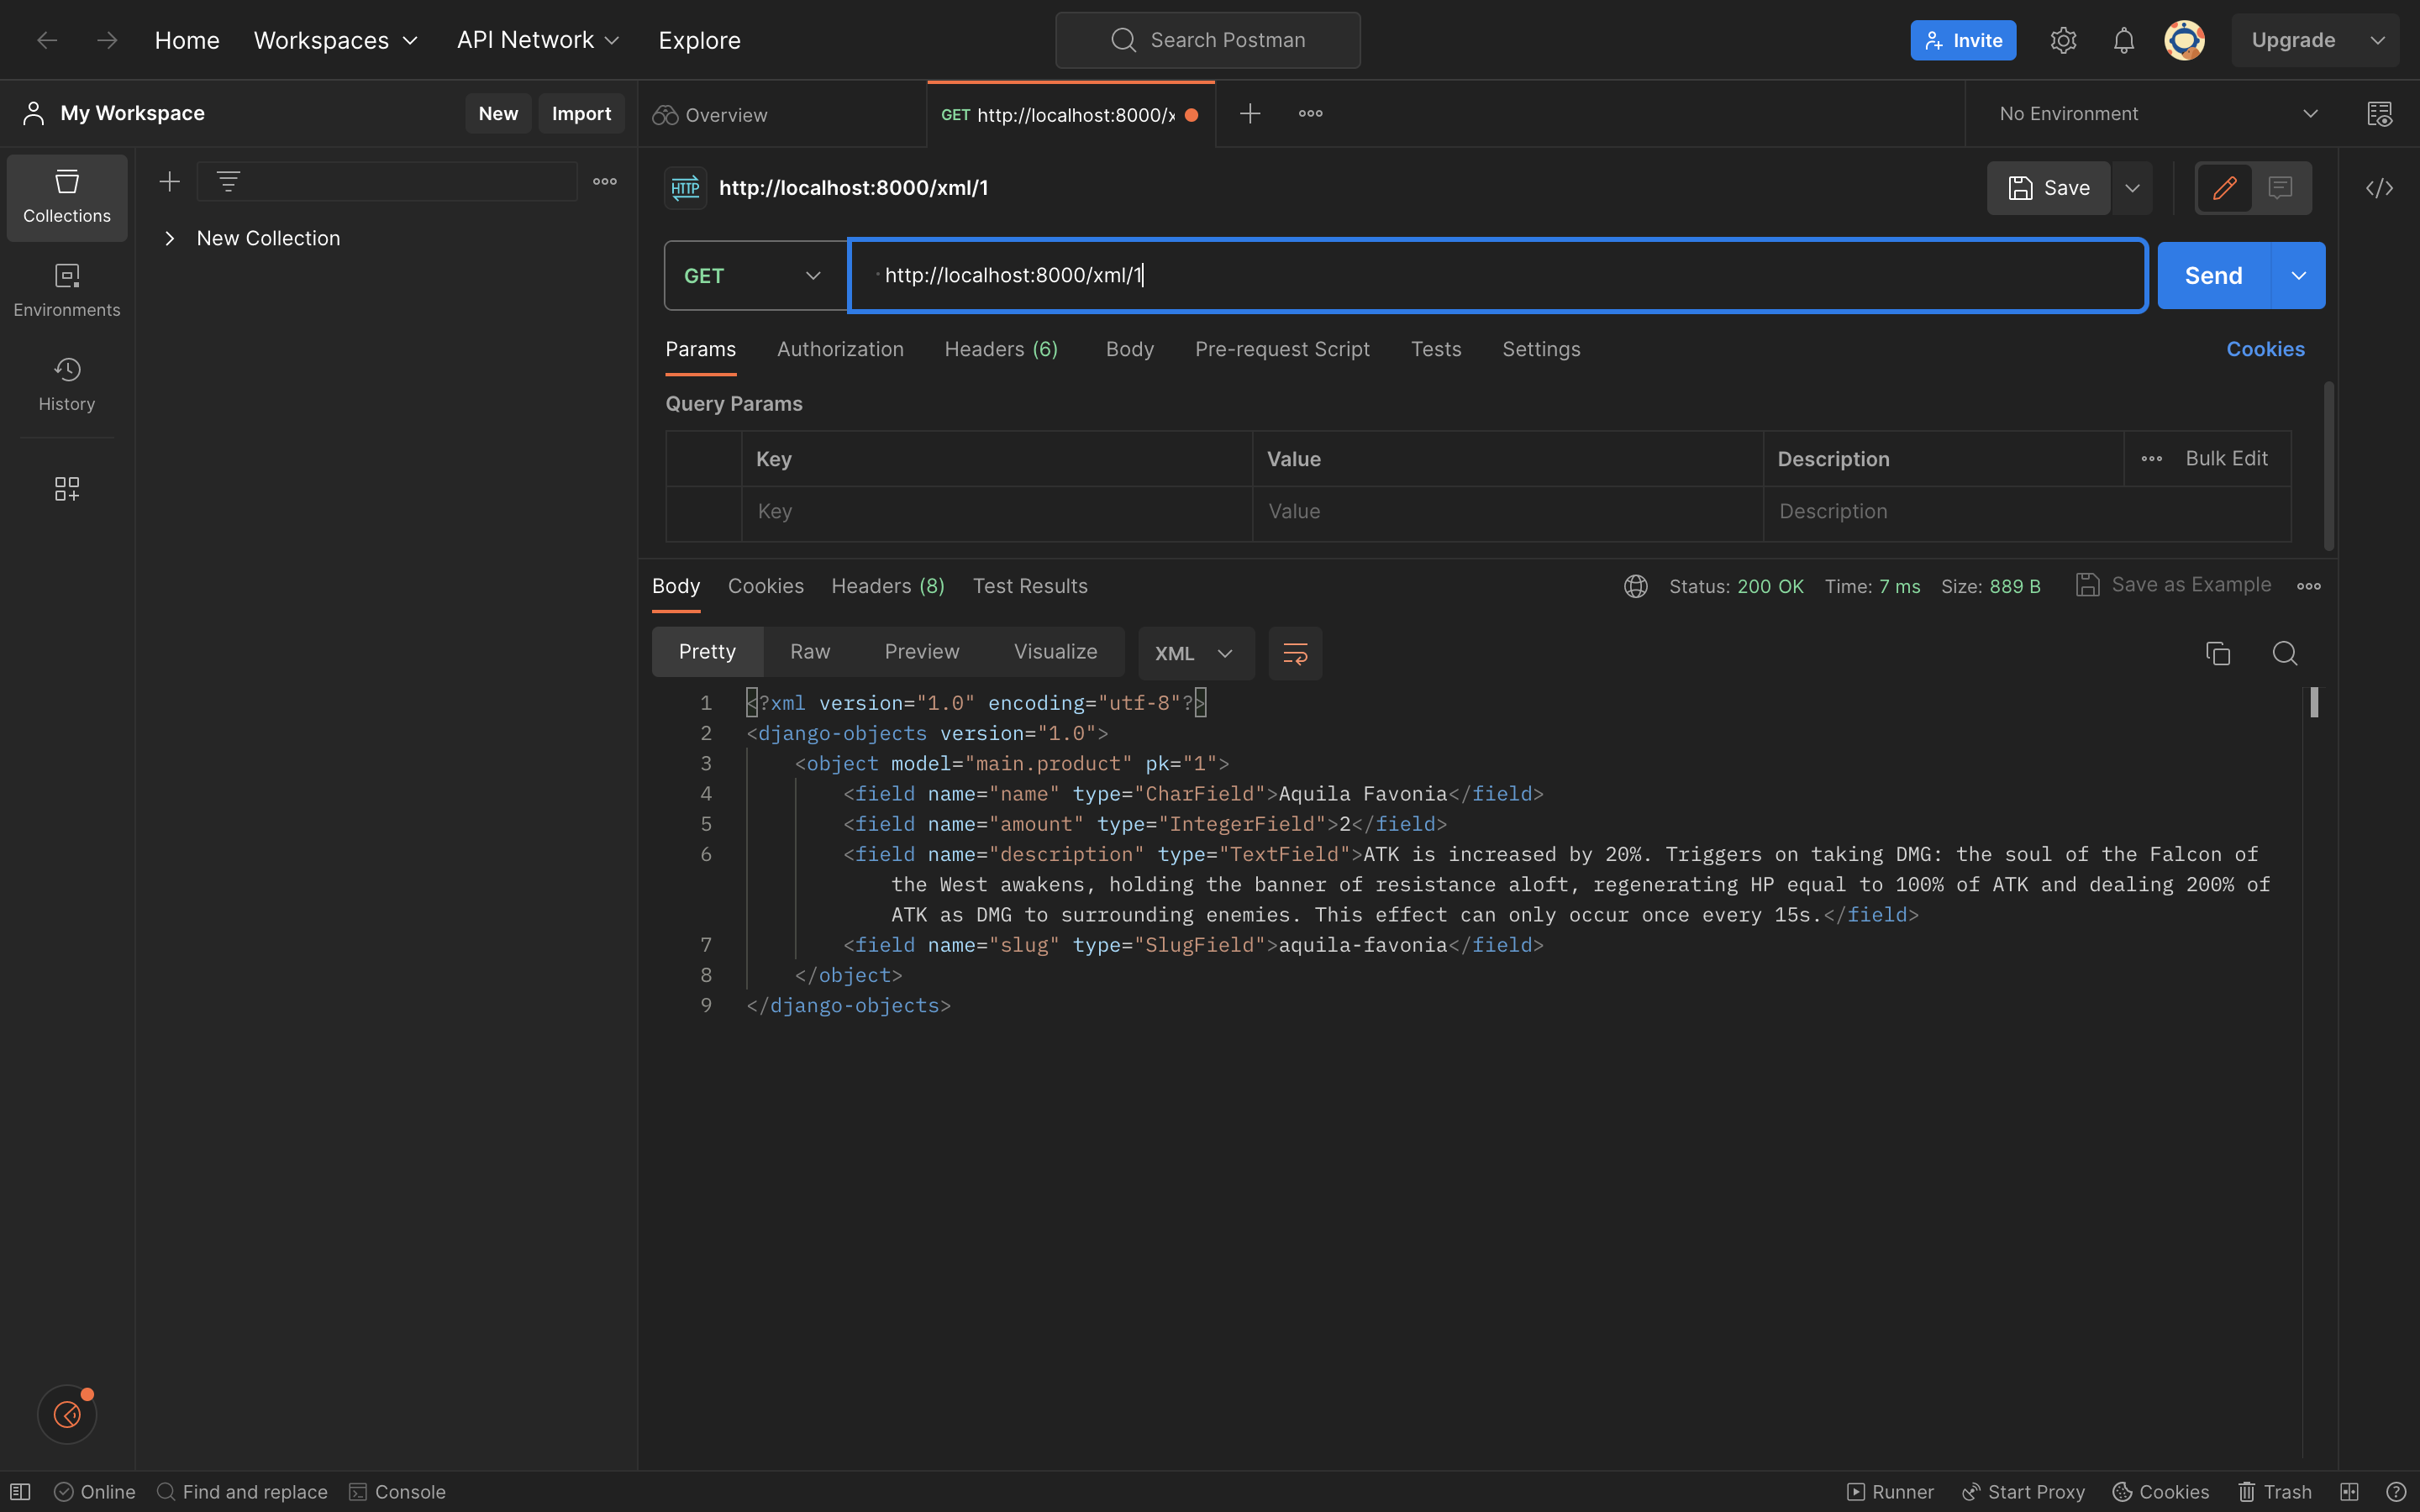 Home Workspaces API Network Explore Search Postman Invite Upgrade
My Workspace New Import Overview GET http://localhost:8000/x No Environment
Collections
Environments
History
New Collection
HTTP http://localhost:8000/xml/1 Save
GET http://localhost:8000/xml/1 Send
Params Authorization Headers (6) Body Pre-request Script Tests Settings Cookies
Query Params
Key Value Description Bulk Edit
Key Value Description
Body Cookies Headers (8) Test Results Status: 200 OK Time: 7 ms Size: 889 B Save as Example
Pretty Raw Preview Visualize XML
1 <?xml version="1.0" encoding="utf-8"?>
2 <django-objects version="1.0">
3 <object model="main.product" pk="1">
4 <field name="name" type="CharField">Aquila Favonia</field>
5 <field name="amount" type="IntegerField">2</field>
6 <field name="description" type="TextField">ATK is increased by 20%. Triggers on taking DMG: the soul of the Falcon of
the West awakens, holding the banner of resistance aloft, regenerating HP equal to 100% of ATK and dealing 200% of
ATK as DMG to surrounding enemies. This effect can only occur once every 15s.</field>
7 <field name="slug" type="SlugField">aquila-favonia</field>
8 </object>
9 </django-objects>
Online Find and replace Console Runner Start Proxy Cookies Trash